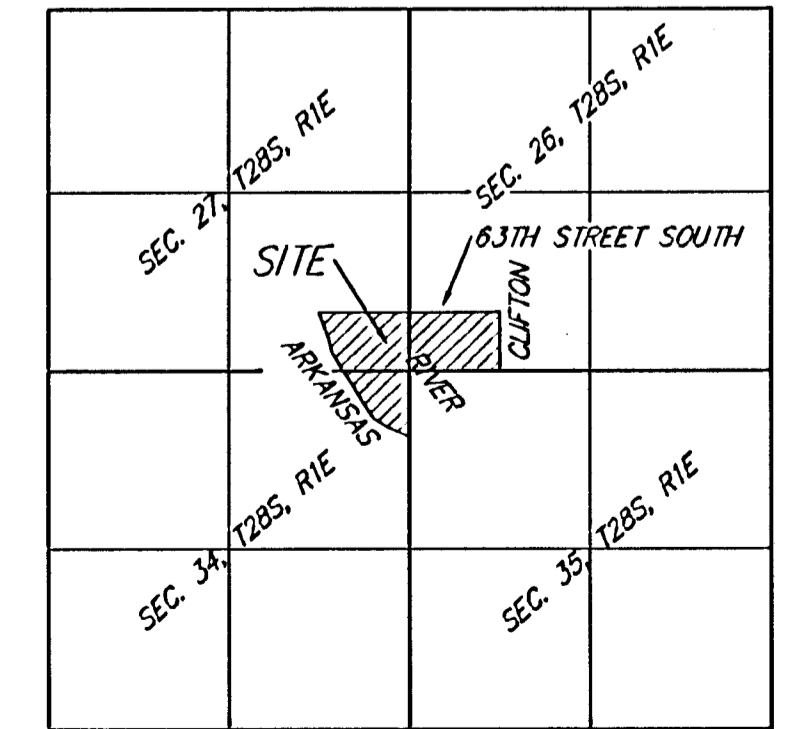 SEC. 27, T28S, R1E
SEC. 26, T28S, R1E
SITE
63TH STREET SOUTH
CLIFTON
ARKANSAS
RIVER
SEC. 34, T28S, R1E
SEC. 35, T28S, R1E